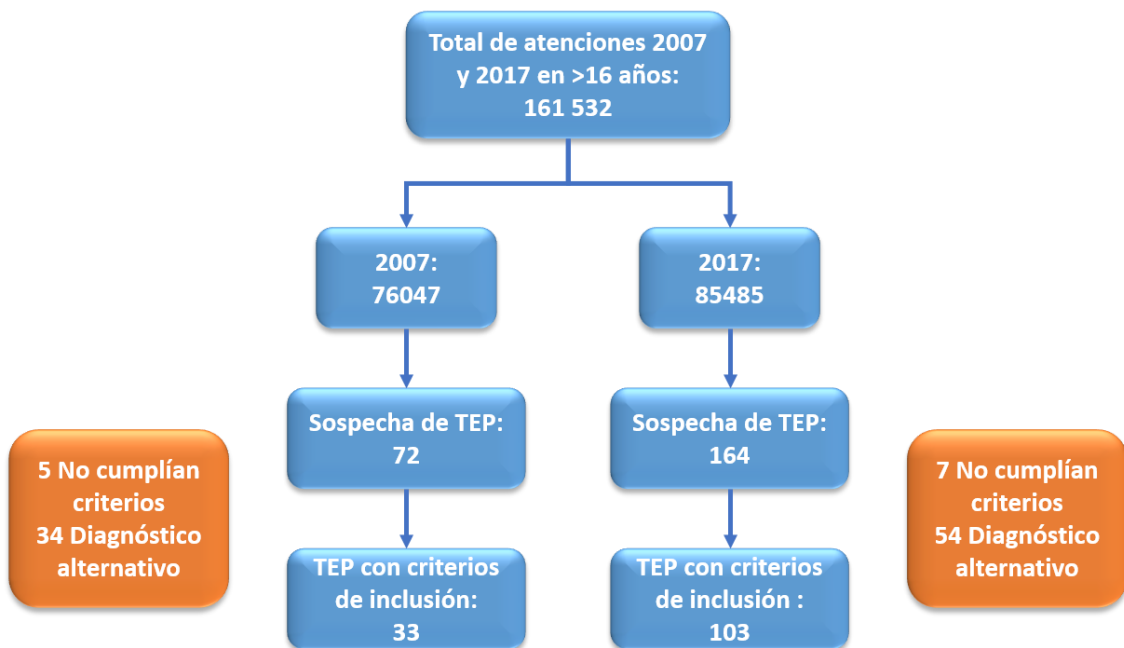 Total de atenciones 2007
y 2017 en >16 años:
161 532
2007:
76047
2017:
85485
Sospecha de TEP:
72
Sospecha de TEP:
164
5 No cumplían
criterios
34 Diagnóstico
alternativo
7 No cumplían
criterios
54 Diagnóstico
alternativo
TEP con criterios
de inclusión:
33
TEP con criterios
de inclusión :
103